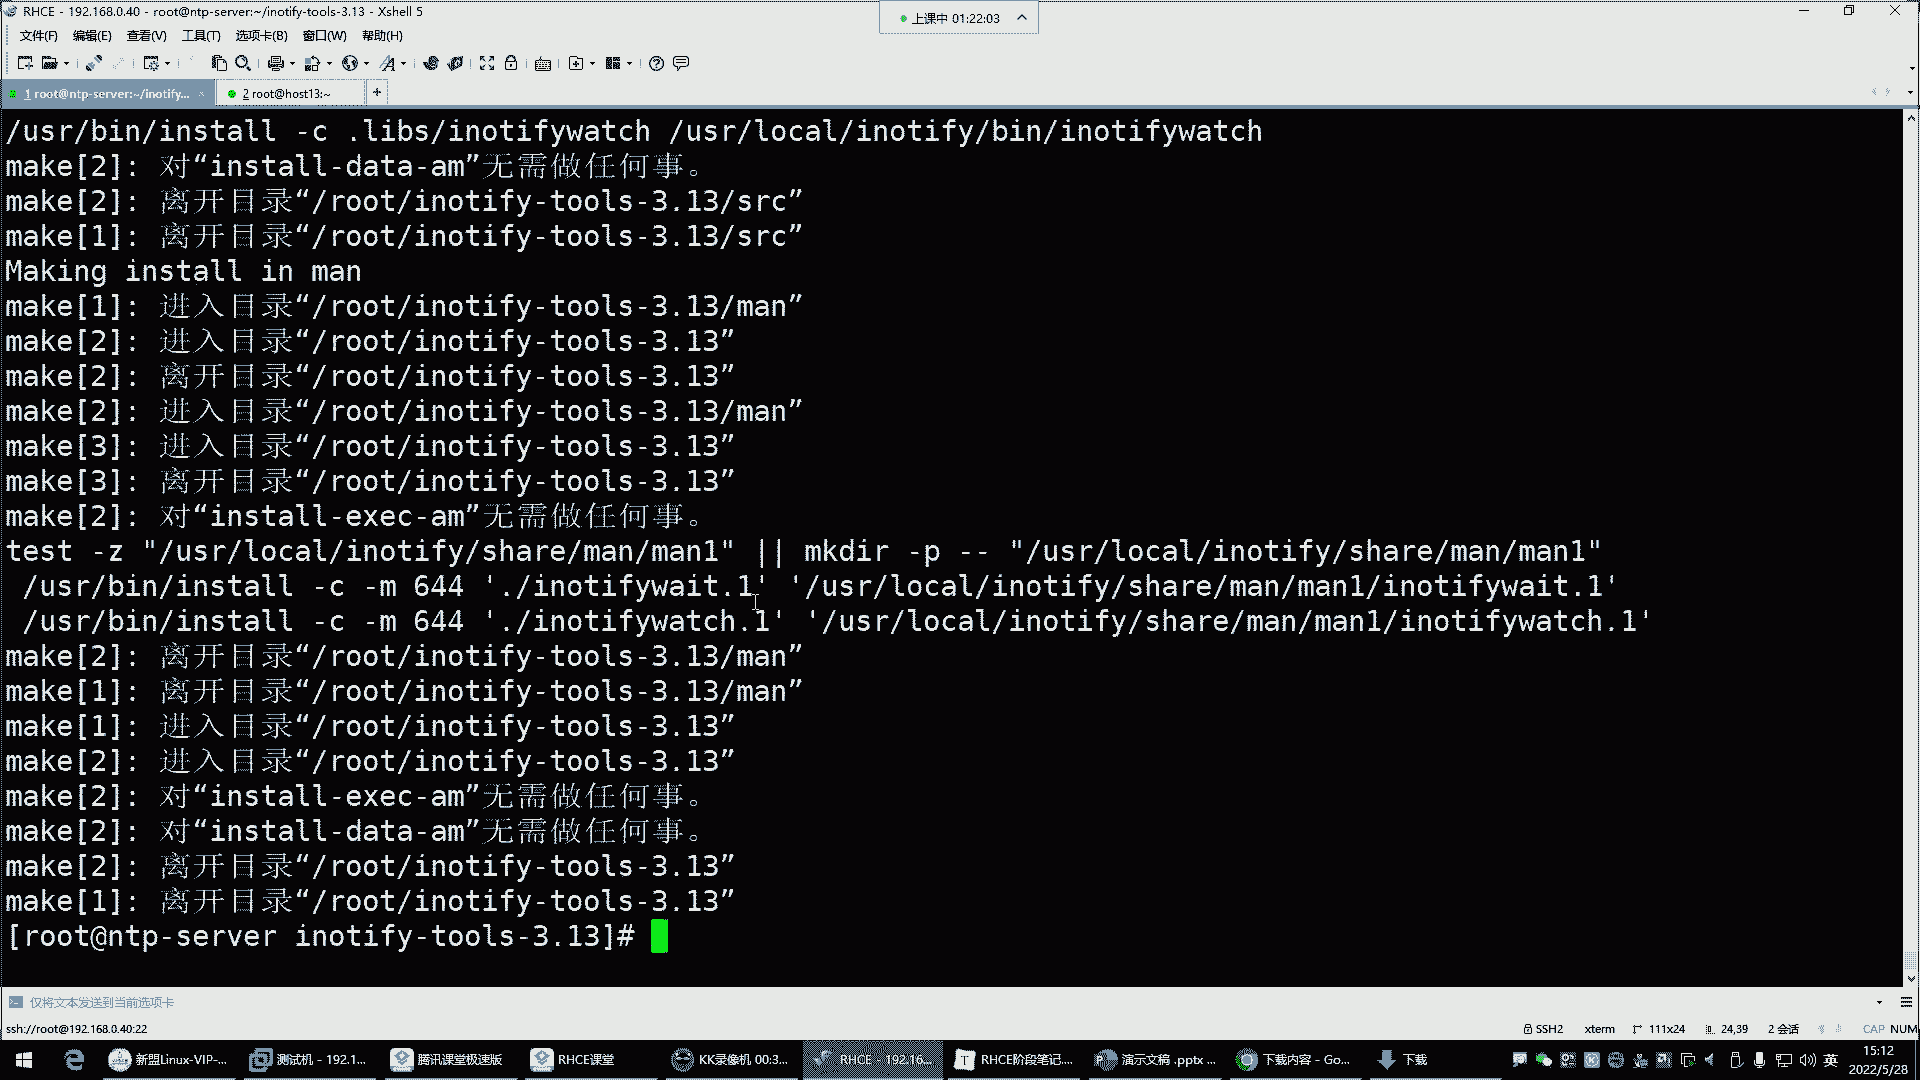 RHCE - 192.168.0.40 - root@ntp-server:~/inotify-tools-3.13 - Xshell 5
上课中 01:22:03
文件(F) 编辑(E) 查看(V) 工具(T) 选项卡(B) 窗口(W) 帮助(H)
1 root@ntp-server:~/inotify... 2 root@host13:~
/usr/bin/install -c .libs/inotifywatch /usr/local/inotify/bin/inotifywatch
make[2]: 对“install-data-am”无需做任何事。
make[2]: 离开目录“/root/inotify-tools-3.13/src”
make[1]: 离开目录“/root/inotify-tools-3.13/src”
Making install in man
make[1]: 进入目录“/root/inotify-tools-3.13/man”
make[2]: 进入目录“/root/inotify-tools-3.13”
make[2]: 离开目录“/root/inotify-tools-3.13”
make[2]: 进入目录“/root/inotify-tools-3.13/man”
make[3]: 进入目录“/root/inotify-tools-3.13”
make[3]: 离开目录“/root/inotify-tools-3.13”
make[2]: 对“install-exec-am”无需做任何事。
test -z "/usr/local/inotify/share/man/man1" || mkdir -p -- "/usr/local/inotify/share/man/man1"
/usr/bin/install -c -m 644 './inotifywait.1' '/usr/local/inotify/share/man/man1/inotifywait.1'
/usr/bin/install -c -m 644 './inotifywatch.1' '/usr/local/inotify/share/man/man1/inotifywatch.1'
make[2]: 离开目录“/root/inotify-tools-3.13/man”
make[1]: 离开目录“/root/inotify-tools-3.13/man”
make[1]: 进入目录“/root/inotify-tools-3.13”
make[2]: 进入目录“/root/inotify-tools-3.13”
make[2]: 对“install-exec-am”无需做任何事。
make[2]: 对“install-data-am”无需做任何事。
make[2]: 离开目录“/root/inotify-tools-3.13”
make[1]: 离开目录“/root/inotify-tools-3.13”
[root@ntp-server inotify-tools-3.13]#
仅将文本发送到当前选项卡
ssh://root@192.168.0.40:22 SSH2 xterm 111x24 24,39 2 会话 CAP NUM
新盟Linux-VIP-... 测试机 - 192.1... 腾讯课堂极速版 RHCE课堂 KK录像机 00:3... RHCE - 192.16... RHCE阶段笔记.... 演示文稿 .pptx ... 下载内容 - Go... 下载 英 15:12
2022/5/28